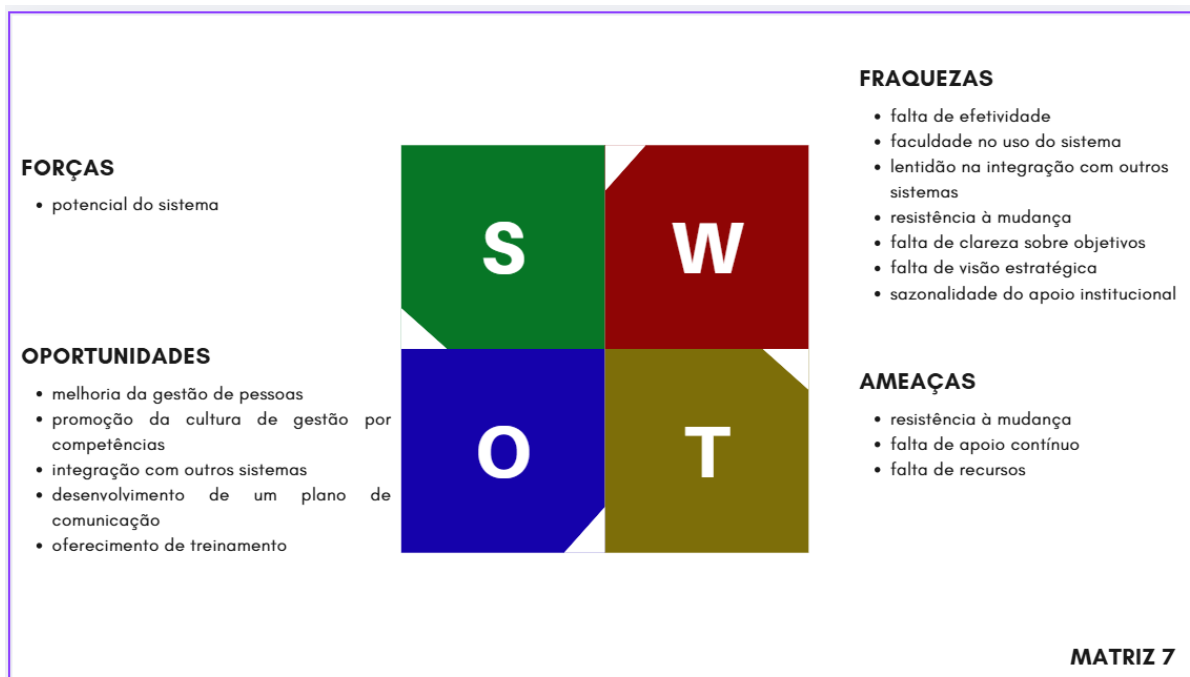 FORÇAS
• potencial do sistema
OPORTUNIDADES
• melhoria da gestão de pessoas
• promoção da cultura de gestão por
competências
• integração com outros sistemas
• desenvolvimento de um plano de
comunicação
• oferecimento de treinamento
S
W
O
T
FRAQUEZAS
• falta de efetividade
• faculdade no uso do sistema
• lentidão na integração com outros
sistemas
• resistência à mudança
• falta de clareza sobre objetivos
• falta de visão estratégica
• sazonalidade do apoio institucional
AMEAÇAS
• resistência à mudança
• falta de apoio contínuo
• falta de recursos
MATRIZ 7